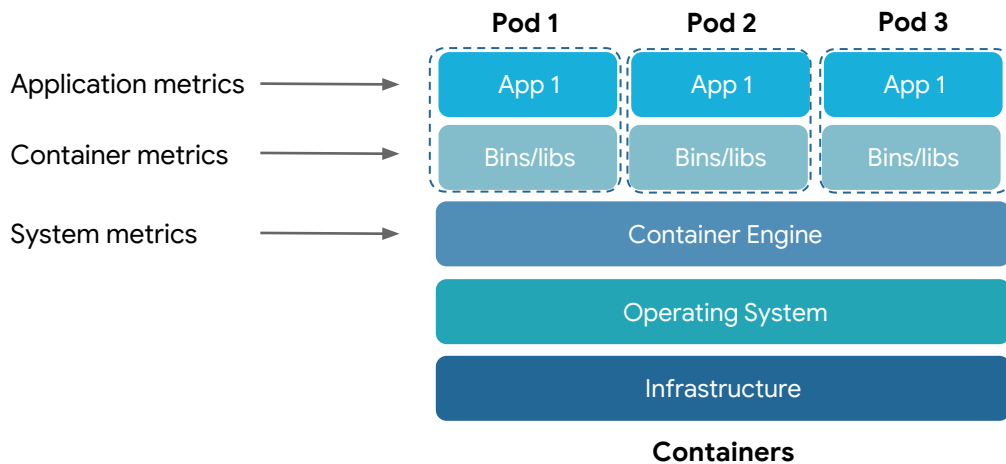 Pod 1 Pod 2 Pod 3
Application metrics App 1 App 1 App 1
Container metrics Bins/libs Bins/libs Bins/libs
System metrics Container Engine
Operating System
Infrastructure
Containers